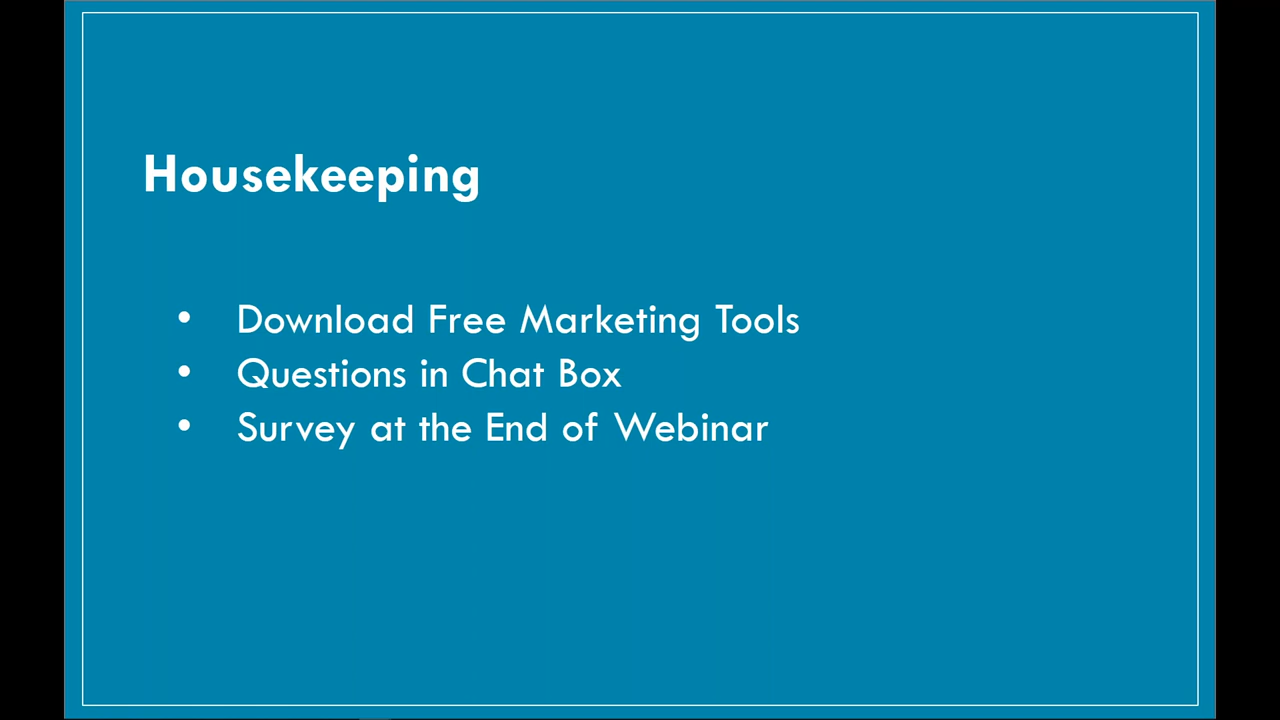 Housekeeping
• Download Free Marketing Tools
• Questions in Chat Box
• Survey at the End of Webinar